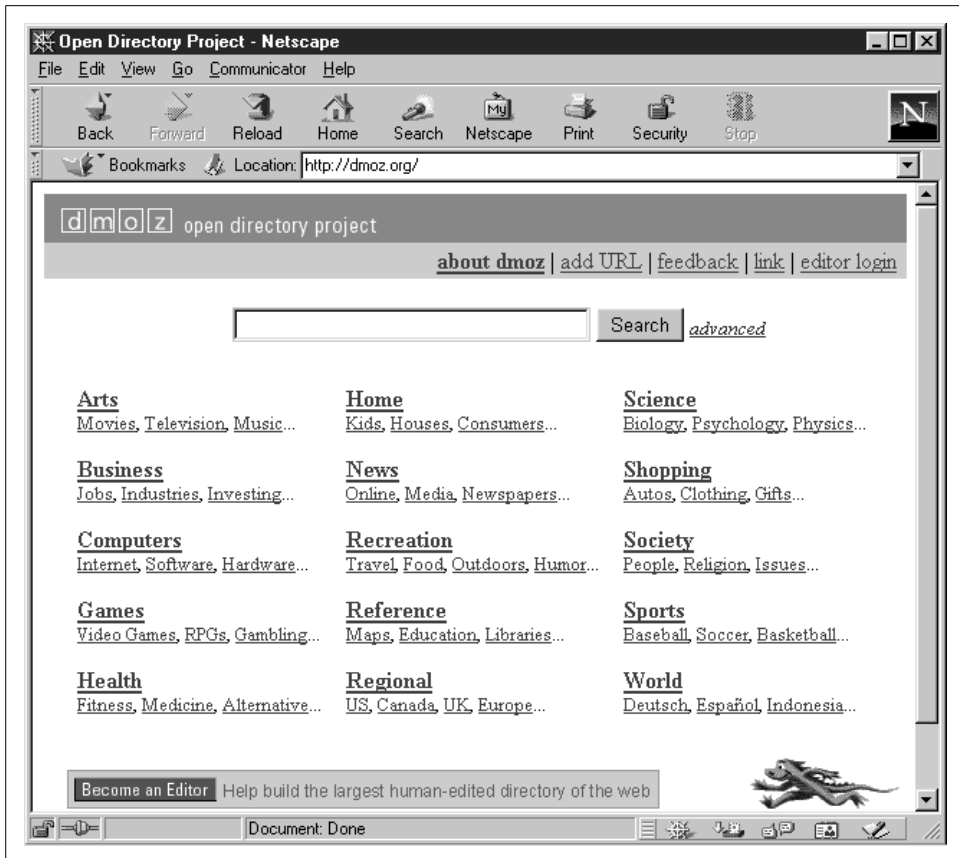 Open Directory Project - Netscape
File Edit View Go Communicator Help
Back Forward Reload Home Search Netscape Print Security Stop
My
N
Bookmarks Location: http://dmoz.org/
dmoz open directory project
about dmoz | add URL | feedback | link | editor login
Search advanced
Arts Home Science
Movies, Television, Music... Kids, Houses, Consumers... Biology, Psychology, Physics...
Business News Shopping
Jobs, Industries, Investing... Online, Media, Newspapers... Autos, Clothing, Gifts...
Computers Recreation Society
Internet, Software, Hardware... Travel, Food, Outdoors, Humor... People, Religion, Issues...
Games Reference Sports
Video Games, RPGs, Gambling... Maps, Education, Libraries... Baseball, Soccer, Basketball...
Health Regional World
Fitness, Medicine, Alternative... US, Canada, UK, Europe... Deutsch, Español, Indonesia...
Become an Editor Help build the largest human-edited directory of the web
Document: Done